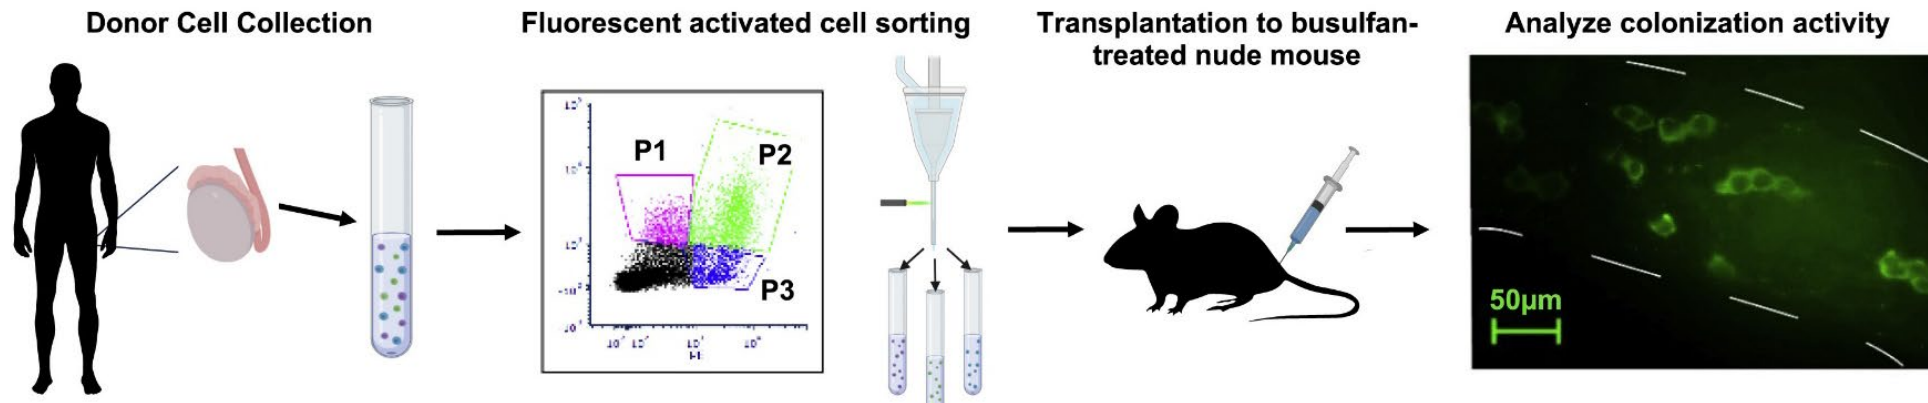 Donor Cell Collection
Fluorescent activated cell sorting
Transplantation to busulfan-
treated nude mouse
Analyze colonization activity
P1
P2
P3
50µm